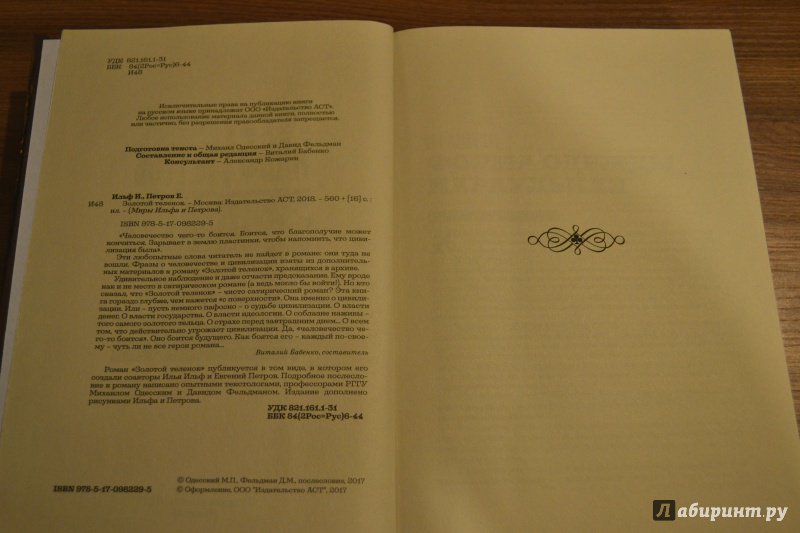 УДК 821.161.1-31
ББК 84(2Рос=Рус)6-44
И48
Исключительные права на публикацию книги
на русском языке принадлежат ООО «Издательство АСТ».
Любое использование материала данной книги, полностью
или частично, без разрешения правообладателя запрещается.
Подготовка текста – Михаил Одесский и Давид Фельдман
Составление и общая редакция – Виталий Бабенко
Консультант – Александр Кожарин
Ильф И., Петров Е.
И48 Золотой теленок. – Москва: Издательство АСТ, 2018. – 560 + [16] с. :
ил. – (Миры Ильфа и Петрова).
ISBN 978-5-17-098229-5
«Человечество чего-то боится. Боится, что благополучие может
кончиться. Зарывает в землю пластинки, чтобы напомнить, что циви-
лизация была».
Эти любопытные слова читатель не найдет в романе: они туда не
вошли. Фразы о человечестве и цивилизации взяты из дополнитель-
ных материалов к роману «Золотой теленок», хранящихся в архиве.
Удивительное наблюдение и даже отчасти предсказание. Ему вроде
как и не место в сатирическом романе (а ведь могло бы войти!). Но кто
сказал, что «Золотой теленок» – чисто сатирический роман? Эта кни-
га гораздо глубже, чем кажется «с поверхности». Она именно о цивили-
зации. Или – пусть немного пафосно – о судьбе цивилизации. О власти
денег. О власти государства. О власти идеологии. О соблазне наживы –
того самого золотого тельца. О страхе перед завтрашним днем... О всем
том, что действительно угрожает цивилизации. Да, «человечество
чего-то боится». Оно боится будущего. Как боится его – каждый по-свое-
му – чуть ли не все герои романа...
Виталий Бабенко, составитель
Роман «Золотой теленок» публикуется в том виде, в котором его
создали соавторы Илья Ильф и Евгений Петров. Подробное послесло-
вие к роману написано опытными текстологами, профессорами РГГУ
Михаилом Одесским и Давидом Фельдманом. Издание дополнено
рисунками Ильфа и Петрова.
УДК 821.161.1-31
ББК 84(2Рос=Рус)6-44
© Одесский М.П., Фельдман Д.М., послесловие, 2017
ISBN 978-5-17-098229-5 © Оформление, ООО "Издательство АСТ", 2017
Лабиринт.ру